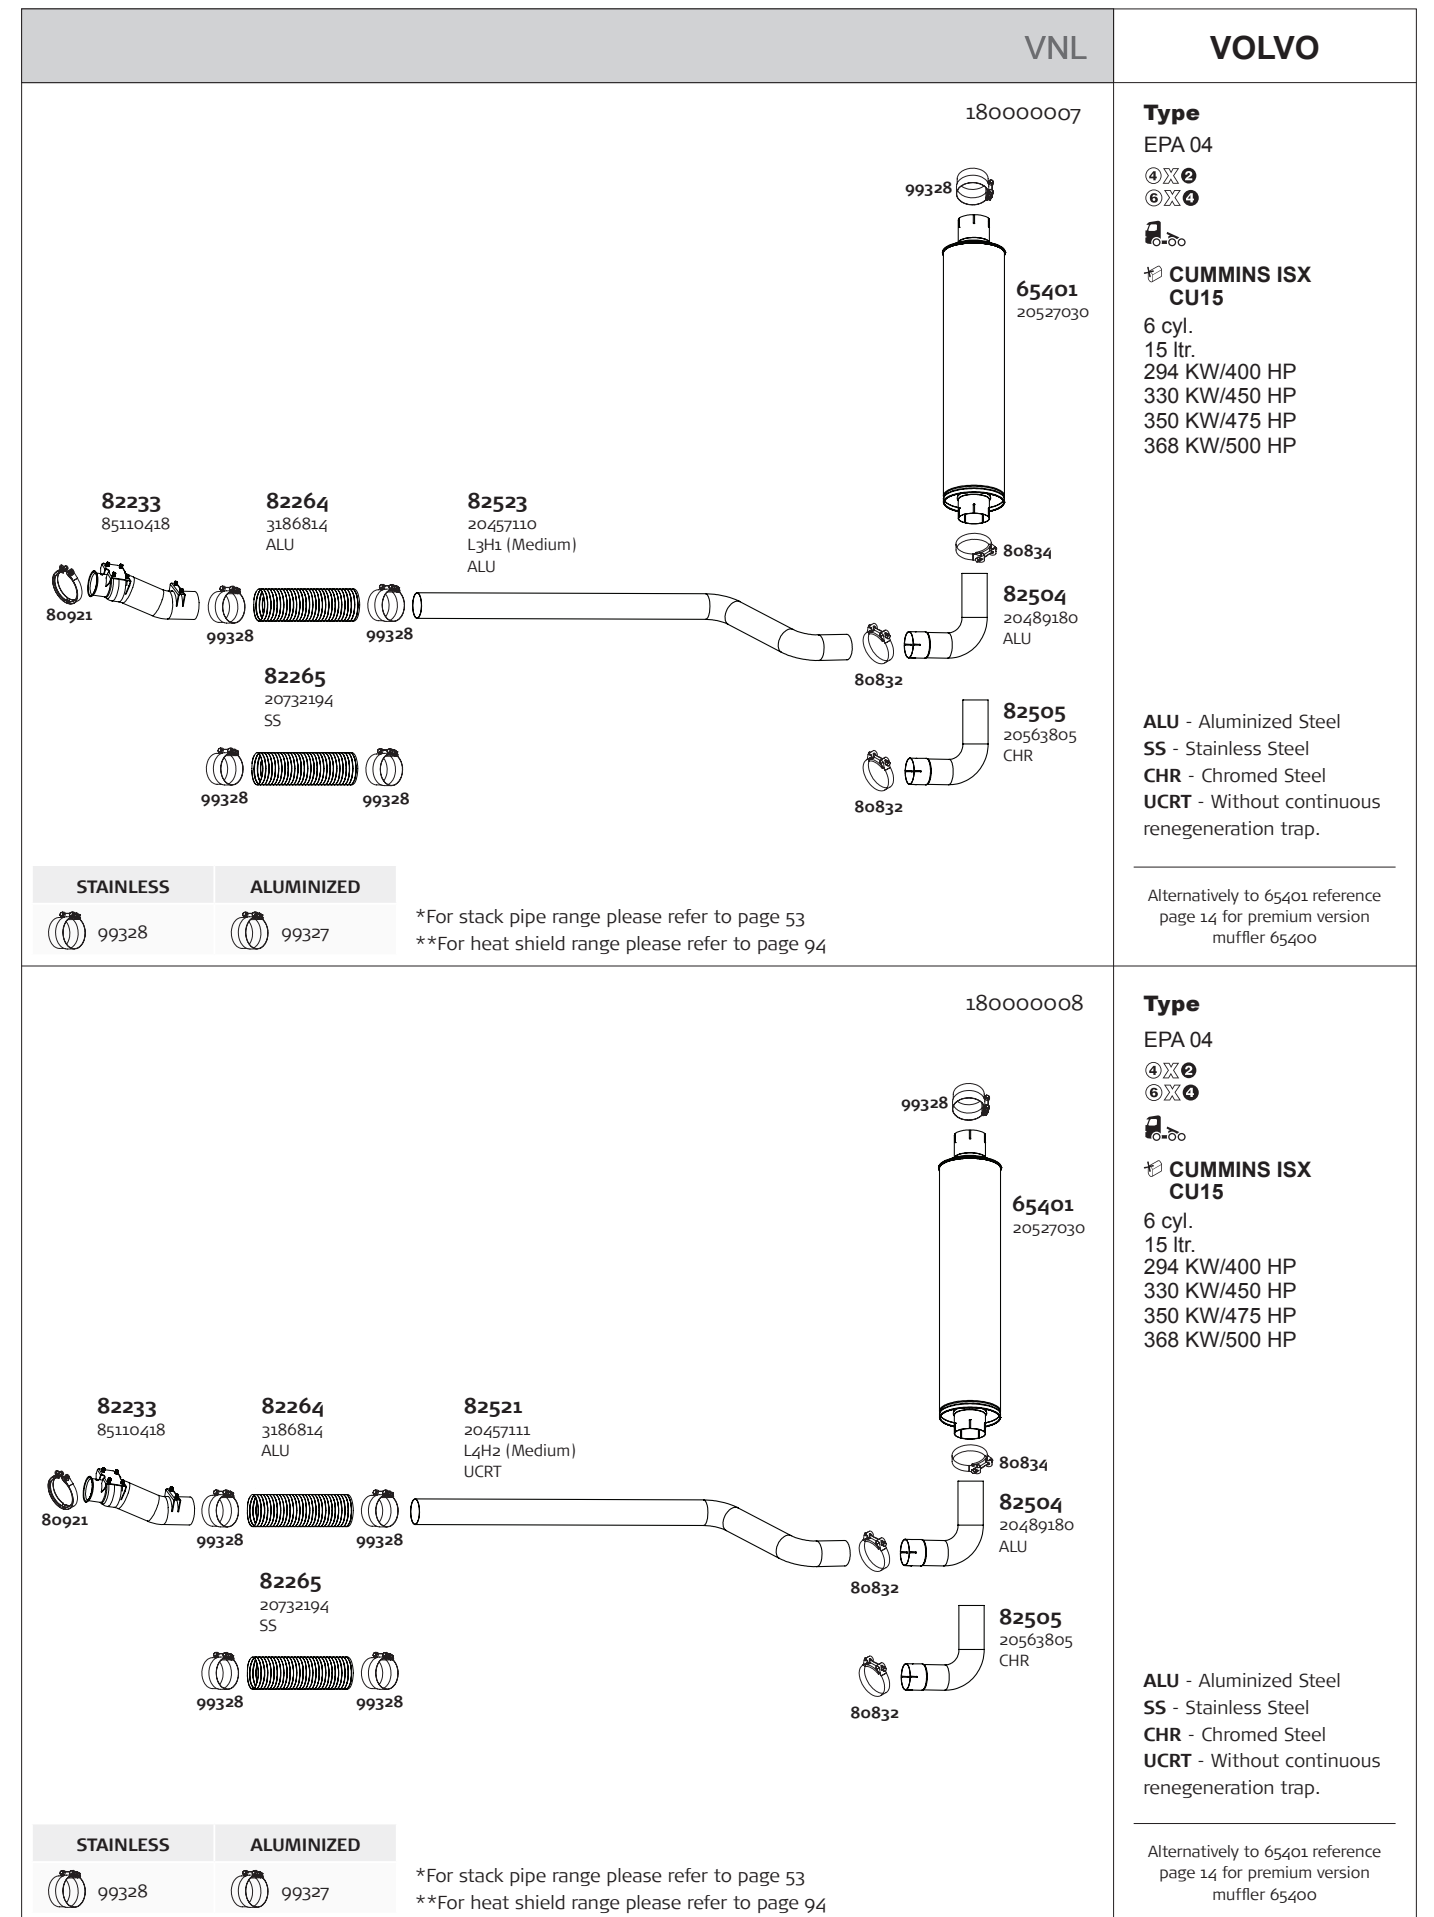 VNL
VOLVO
180000007
99328
65401
20527030
82233
85110418
82264
3186814
ALU
82523
20457110
L3H1 (Medium)
ALU
80834
80921
99328
99328
82504
20489180
ALU
80832
82265
20732194
SS
82505
20563805
CHR
99328
99328
80832
STAINLESS
ALUMINIZED
99328
99327
*For stack pipe range please refer to page 53
**For heat shield range please refer to page 94
Type
EPA 04
4X2
6X4
CUMMINS ISX
CU15
6 cyl.
15 ltr.
294 KW/400 HP
330 KW/450 HP
350 KW/475 HP
368 KW/500 HP
ALU - Aluminized Steel
SS - Stainless Steel
CHR - Chromed Steel
UCRT - Without continuous
renegeneration trap.
Alternatively to 65401 reference
page 14 for premium version
muffler 65400
180000008
99328
65401
20527030
82233
85110418
82264
3186814
ALU
82521
20457111
L4H2 (Medium)
UCRT
80834
80921
99328
99328
82504
20489180
ALU
80832
82265
20732194
SS
82505
20563805
CHR
99328
99328
80832
STAINLESS
ALUMINIZED
99328
99327
*For stack pipe range please refer to page 53
**For heat shield range please refer to page 94
Type
EPA 04
4X2
6X4
CUMMINS ISX
CU15
6 cyl.
15 ltr.
294 KW/400 HP
330 KW/450 HP
350 KW/475 HP
368 KW/500 HP
ALU - Aluminized Steel
SS - Stainless Steel
CHR - Chromed Steel
UCRT - Without continuous
renegeneration trap.
Alternatively to 65401 reference
page 14 for premium version
muffler 65400